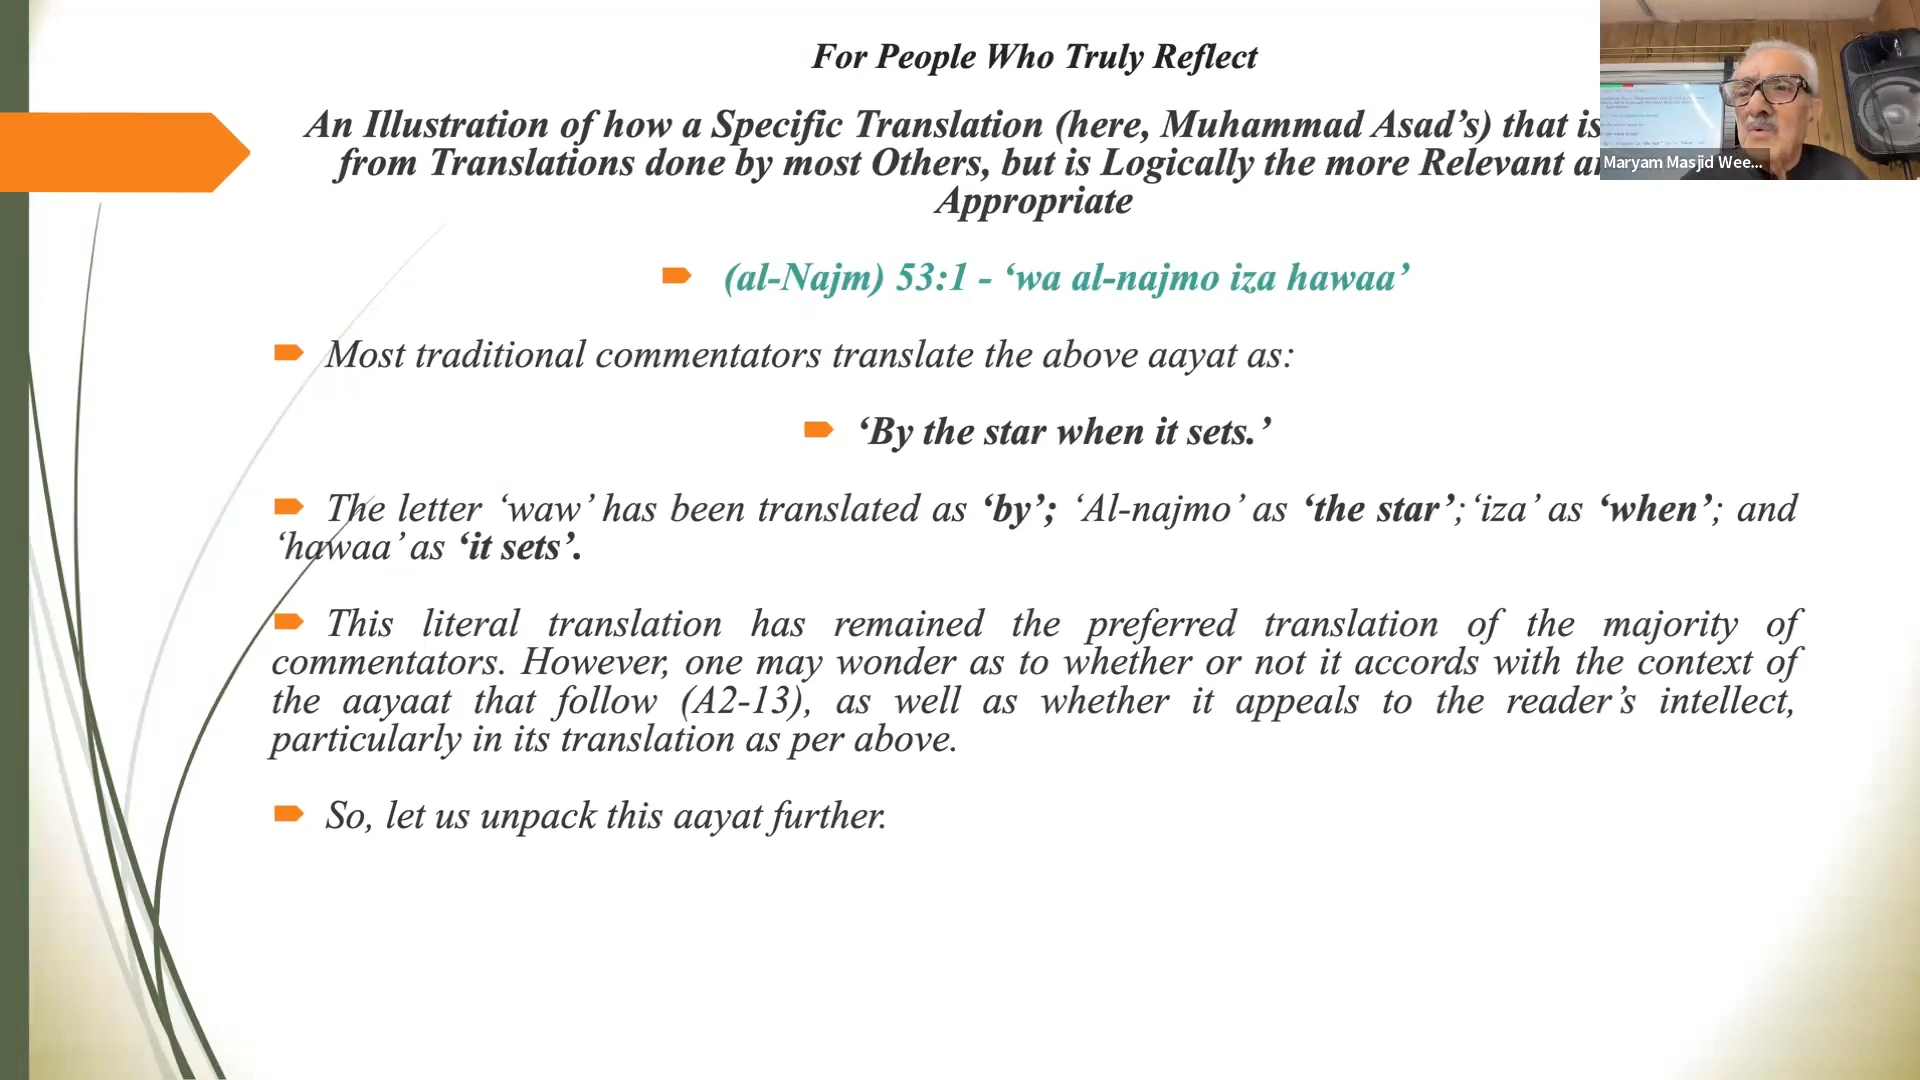 For People Who Truly Reflect
An Illustration of how a Specific Translation (here, Muhammad Asad’s) that is
from Translations done by most Others, but is Logically the more Relevant
Appropriate
(al-Najm) 53:1 - ‘wa al-najmo iza hawaa’
Most traditional commentators translate the above aayat as:
‘By the star when it sets.’
The letter ‘waw’ has been translated as ‘by’; ‘Al-najmo’ as ‘the star’;‘iza’ as ‘when’; and
‘hawaa’ as ‘it sets’.
This literal translation has remained the preferred translation of the majority of
commentators. However, one may wonder as to whether or not it accords with the context of
the aayaat that follow (A2-13), as well as whether it appeals to the reader’s intellect,
particularly in its translation as per above.
So, let us unpack this aayat further.
Maryam Masjid Wee...